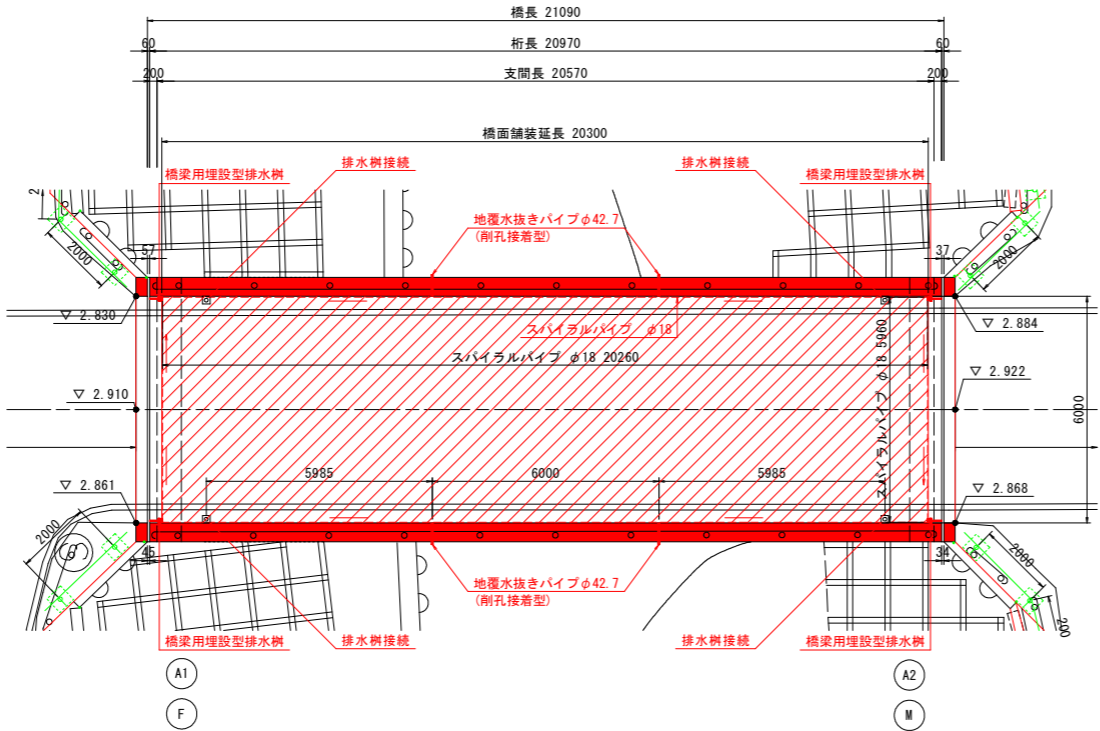 橋長 21090
60
桁長 20970
60
200
支間長 20570
200
橋面舗装延長 20300
橋梁用埋設型排水桝
排水桝接続
排水桝接続
橋梁用埋設型排水桝
地覆水抜きパイプφ42.7
(削孔接着型)
2
2000
57
37
2000
▽ 2.830
▽ 2.884
スパイラルパイプ φ18
スパイラルパイプ φ18 20260
スパイラルパイプ φ18 5960
▽ 2.910
▽ 2.922
6000
5985
6000
5985
▽ 2.861
▽ 2.868
2000
45
34
2000
200
地覆水抜きパイプφ42.7
(削孔接着型)
橋梁用埋設型排水桝
排水桝接続
排水桝接続
橋梁用埋設型排水桝
A1
A2
F
M